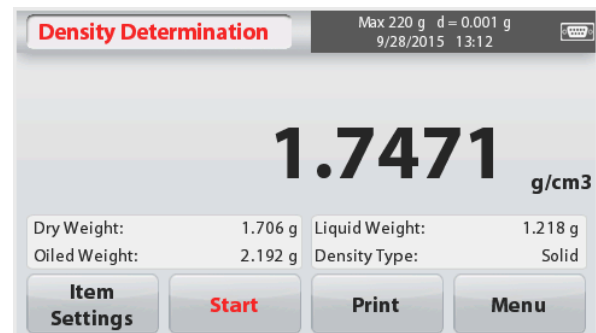 Density Determination
Max 220 g d = 0.001 g
9/28/2015 13:12
1.7471
g/cm3
Dry Weight: 1.706 g Liquid Weight: 1.218 g
Oiled Weight: 2.192 g Density Type: Solid
Item
Settings
Start
Print
Menu